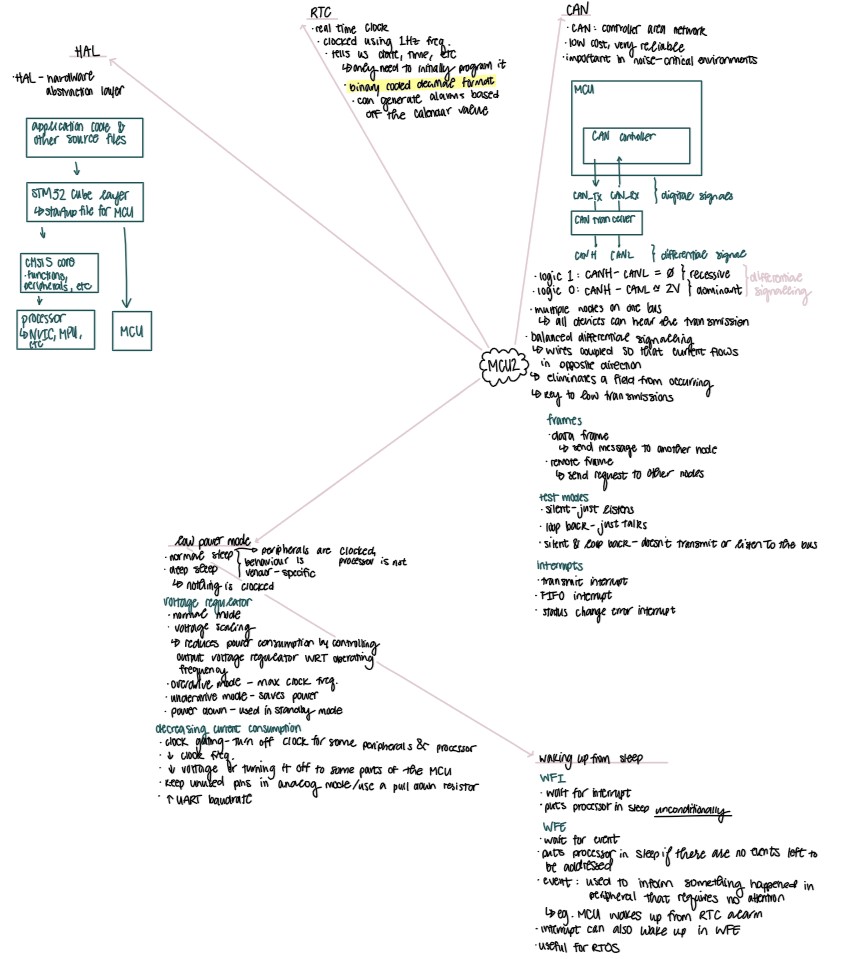 HAL
·HAL - hardware
abstraction layer
application code &
other source files
STM32 Cube layer
↳ startup file for MCU
CMSIS core
·functions,
peripherals, etc
processor
↳ NVIC, MPU,
etc
MCU
RTC
·real time clock
·clocked using 1Hz freq.
·tells us date, time, etc
↳ only need to initially program it
·binary coded decimal format
·can generate alarms based
off the calendar value
CAN
·CAN: controller area network
·low cost, very reliable
·important in noise-critical environments
MCU
CAN controller
CAN_TX CAN_RX } digital signals
CAN tranceiver
CANH CANL } differential signal
·logic 1: CANH - CANL = 0 } recessive
·logic 0: CANH - CANL ≈ 2V } dominant
differential
signalling
·multiple nodes on one bus
↳ all devices can hear the transmission
·balanced differential signalling
↳ wires coupled so that current flows
in opposite direction
↳ eliminates a field from occurring
↳ key to low transmissions
frames
·data frame
↳ send message to another node
·remote frame
↳ send request to other nodes
test modes
·silent - just listens
·loop back - just talks
·silent & loop back - doesn't transmit or listen to the bus
interrupts
·transmit interrupt
·FIFO interrupt
·status change error interrupt
MCU2
low power mode
·normal sleep → peripherals are clocked,
processor is not
·deep sleep } behaviour is
vendor-specific
↳ nothing is clocked
voltage regulator
·normal mode
·voltage scaling
↳ reduces power consumption by controlling
output voltage regulator WRT operating
frequency
·overdrive mode - max clock freq.
·underdrive mode - saves power
·power down - used in standby mode
decreasing current consumption
·clock gating - turn off clock for some peripherals & processor
·↓ clock freq.
·↓ voltage or turning it off to some parts of the MCU
·keep unused pins in analog mode/use a pull down resistor
·↑ UART baudrate
waking up from sleep
WFI
·wait for interrupt
·puts processor in sleep unconditionally
WFE
·wait for event
·puts processor in sleep if there are no events left to
be addressed
·event: used to inform something happened in
peripheral that requires no attention
↳ eg. MCU wakes up from RTC alarm
·interrupt can also wake up in WFE
·useful for RTOS